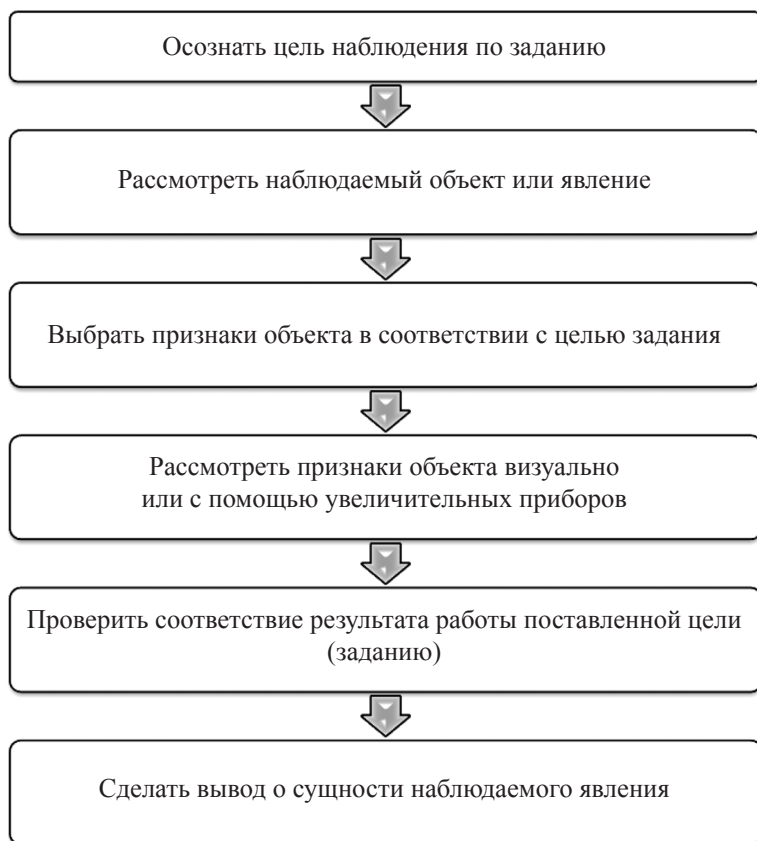 Осознать цель наблюдения по заданию
Рассмотреть наблюдаемый объект или явление
Выбрать признаки объекта в соответствии с целью задания
Рассмотреть признаки объекта визуально
или с помощью увеличительных приборов
Проверить соответствие результата работы поставленной цели
(заданию)
Сделать вывод о сущности наблюдаемого явления